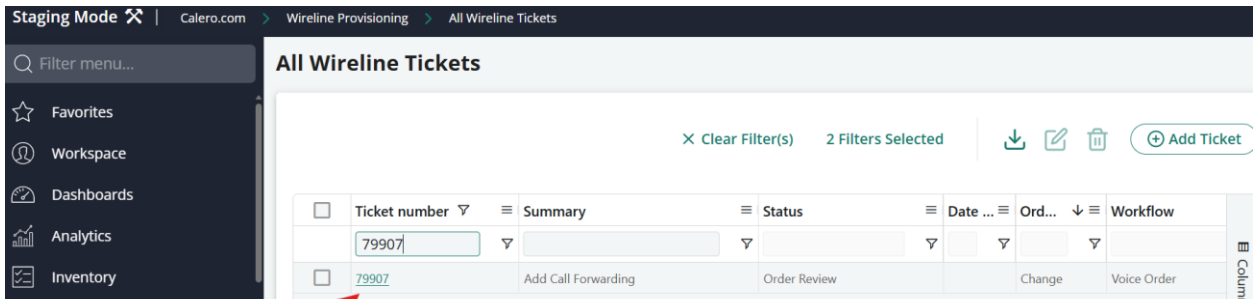 Staging Mode | Calero.com > Wireline Provisioning > All Wireline Tickets
Filter menu...
All Wireline Tickets
Favorites
Workspace
Dashboards
Analytics
Inventory
Clear Filter(s) 2 Filters Selected Add Ticket
Ticket number Summary Status Date ... Ord... Workflow
79907
79907 Add Call Forwarding Order Review Change Voice Order
Colum